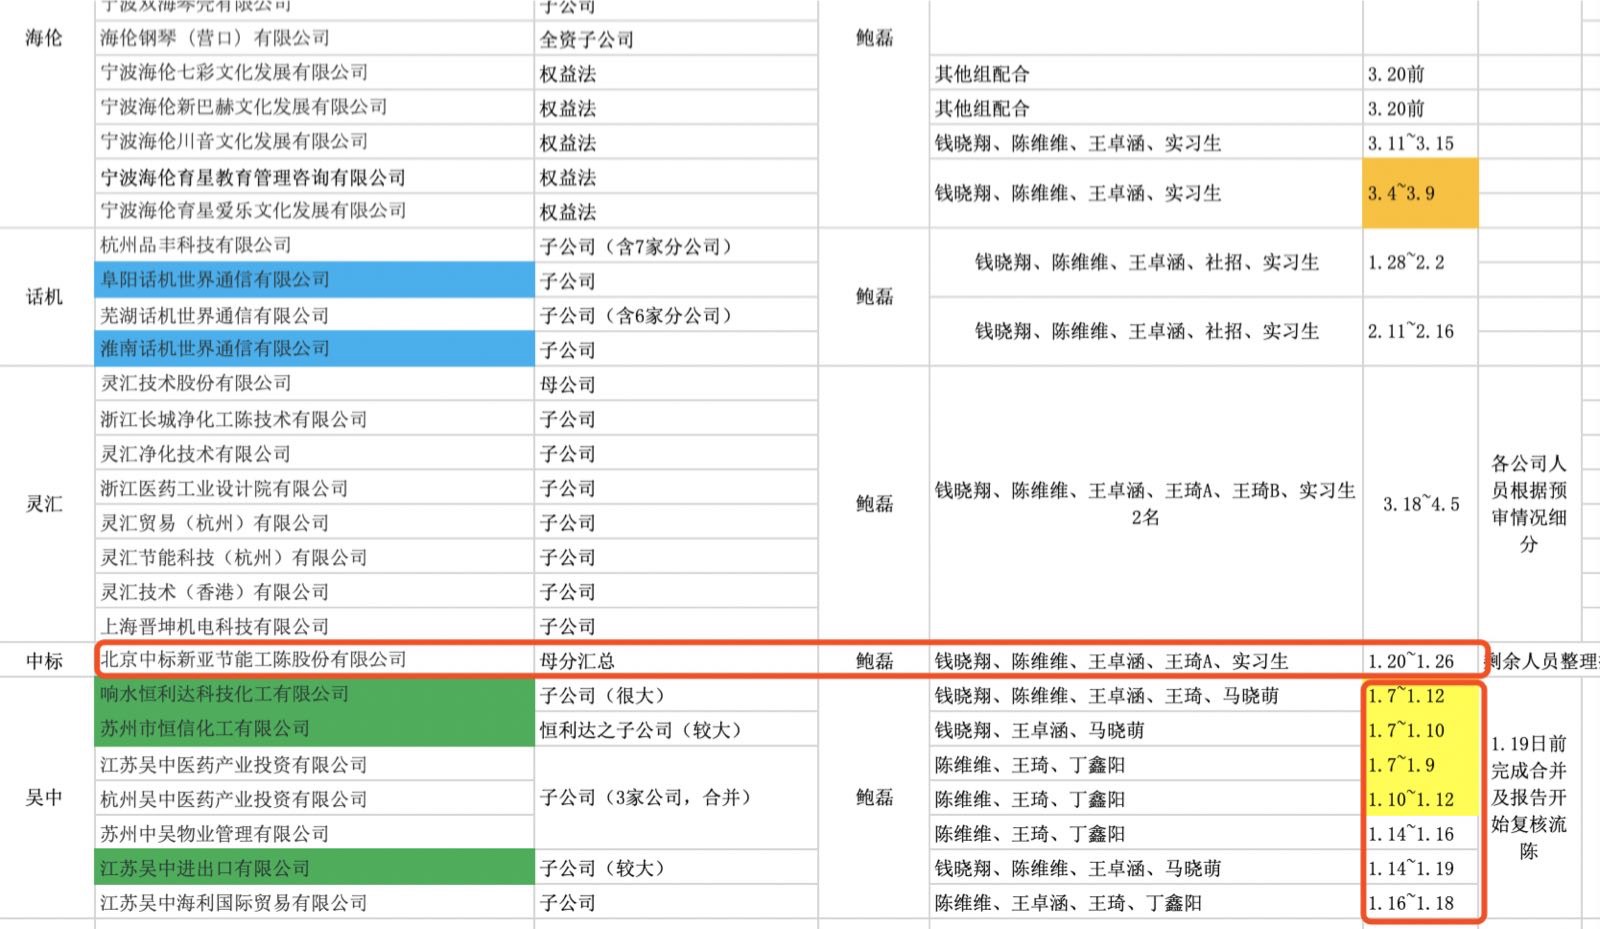 宁波双海琴壳有限公司 子公司
海伦 海伦钢琴（营口）有限公司 全资子公司 鲍磊
宁波海伦七彩文化发展有限公司 权益法 其他组配合 3.20前
宁波海伦新巴赫文化发展有限公司 权益法 其他组配合 3.20前
宁波海伦川音文化发展有限公司 权益法 钱晓翔、陈维维、王卓涵、实习生 3.11~3.15
宁波海伦育星教育管理咨询有限公司 权益法 钱晓翔、陈维维、王卓涵、实习生 3.4~3.9
宁波海伦育星爱乐文化发展有限公司 权益法
杭州品丰科技有限公司 子公司（含7家分公司） 钱晓翔、陈维维、王卓涵、社招、实习生 1.28~2.2
阜阳话机世界通信有限公司 子公司
话机 鲍磊
芜湖话机世界通信有限公司 子公司（含6家分公司） 钱晓翔、陈维维、王卓涵、社招、实习生 2.11~2.16
淮南话机世界通信有限公司 子公司
灵汇技术股份有限公司 母公司
浙江长城净化工陈技术有限公司 子公司
灵汇净化技术有限公司 子公司
浙江医药工业设计院有限公司 子公司
灵汇 灵汇贸易（杭州）有限公司 子公司 鲍磊 钱晓翔、陈维维、王卓涵、王琦A、王琦B、实习生
2名 3.18~4.5
各公司人
员根据预
审情况细
分
灵汇节能科技（杭州）有限公司 子公司
灵汇技术（香港）有限公司 子公司
上海晋坤机电科技有限公司 子公司
中标 北京中标新亚节能工陈股份有限公司 母分汇总 鲍磊 钱晓翔、陈维维、王卓涵、王琦A、实习生 1.20~1.26 剩余人员整理
响水恒利达科技化工有限公司 子公司（很大） 钱晓翔、陈维维、王卓涵、王琦、马晓萌 1.7~1.12
苏州市恒信化工有限公司 恒利达之子公司（较大） 钱晓翔、王卓涵、马晓萌 1.7~1.10
江苏吴中医药产业投资有限公司 陈维维、王琦、丁鑫阳 1.7~1.9
吴中 杭州吴中医药产业投资有限公司 子公司（3家公司，合并） 鲍磊 陈维维、王琦、丁鑫阳 1.10~1.12
1.19日前
完成合并
及报告开
始复核流
陈
苏州中吴物业管理有限公司 陈维维、王琦、丁鑫阳 1.14~1.16
江苏吴中进出口有限公司 子公司（较大） 钱晓翔、陈维维、王卓涵、马晓萌 1.14~1.19
江苏吴中海利国际贸易有限公司 子公司 陈维维、王卓涵、王琦、丁鑫阳 1.16~1.18